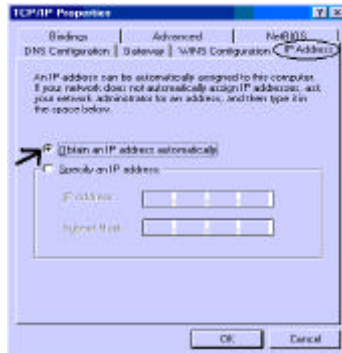 TCP/IP Properties
Bindings Advanced NetBIOS
DNS Configuration Gateway WINS Configuration IP Address
An IP address can be automatically assigned to this computer.
If your network does not automatically assign IP addresses, ask
your network administrator for an address, and then type it in
the space below.
Obtain an IP address automatically
Specify an IP address:
IP Address:
Subnet Mask:
OK Cancel